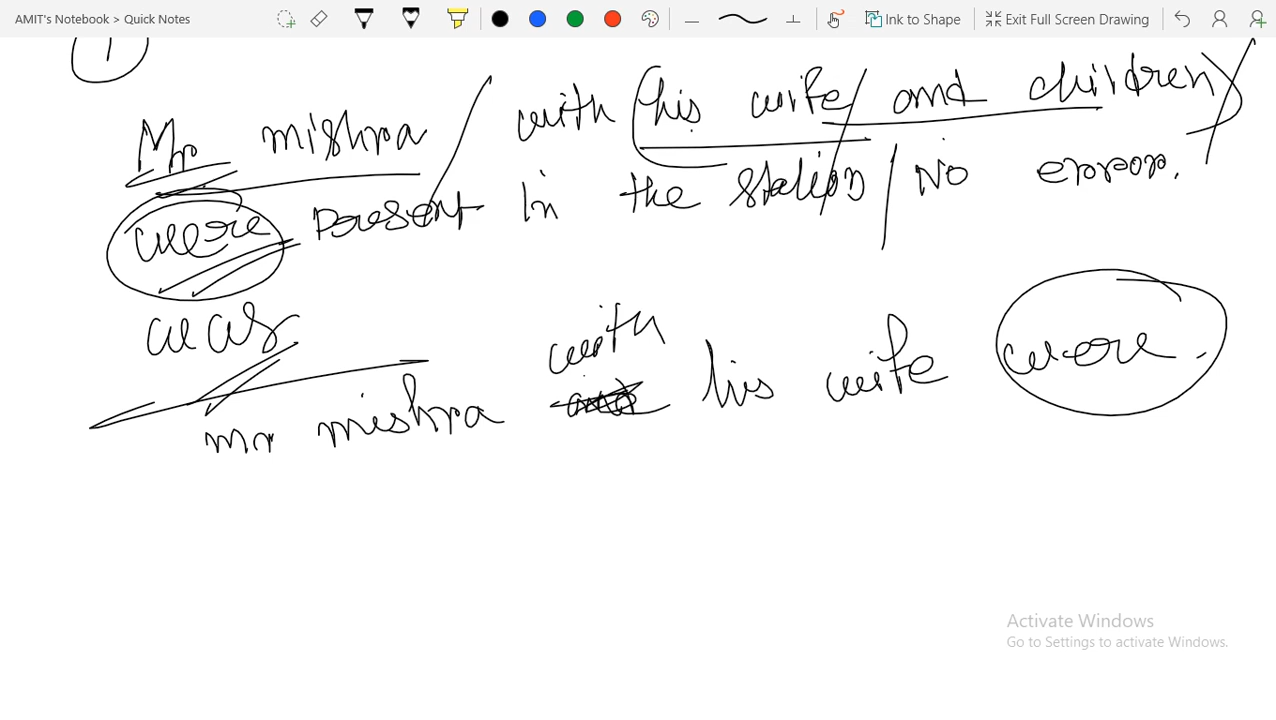 AMIT's Notebook > Quick Notes Ink to Shape Exit Full Screen Drawing
1
Mr mishra / with (his wife / and children) /
were present in the station / No error.
was
with
mr mishra and his wife were.
Activate Windows
Go to Settings to activate Windows.